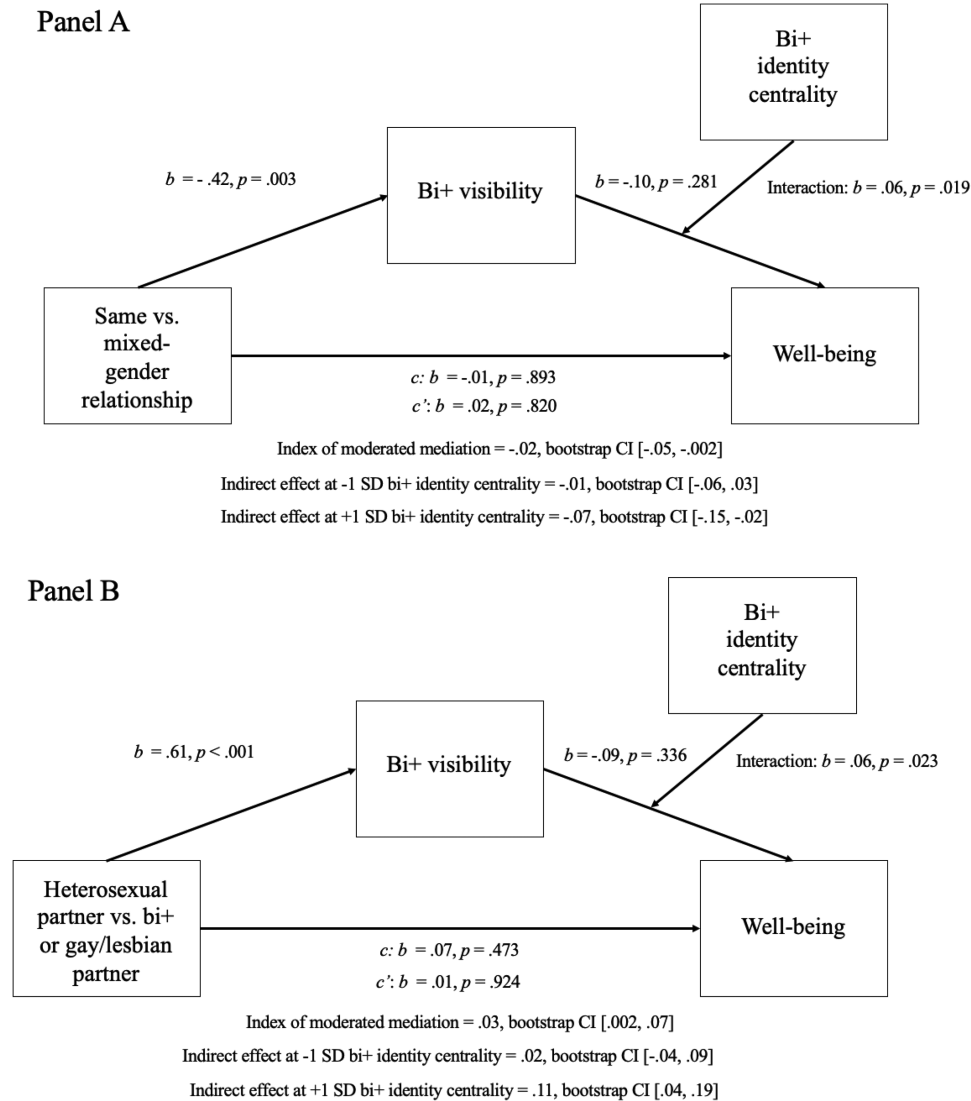 Panel A
Bi+
identity
centrality
b = - .42, p = .003
Bi+ visibility
b = -.10, p = .281
Interaction: b = .06, p = .019
Same vs.
mixed-
gender
relationship
Well-being
c: b = -.01, p = .893
c’: b = .02, p = .820
Index of moderated mediation = -.02, bootstrap CI [-.05, -.002]
Indirect effect at -1 SD bi+ identity centrality = -.01, bootstrap CI [-.06, .03]
Indirect effect at +1 SD bi+ identity centrality = -.07, bootstrap CI [-.15, -.02]
Panel B
Bi+
identity
centrality
b = .61, p < .001
Bi+ visibility
b = -.09, p = .336
Interaction: b = .06, p = .023
Heterosexual
partner vs. bi+
or gay/lesbian
partner
Well-being
c: b = .07, p = .473
c’: b = .01, p = .924
Index of moderated mediation = .03, bootstrap CI [.002, .07]
Indirect effect at -1 SD bi+ identity centrality = .02, bootstrap CI [-.04, .09]
Indirect effect at +1 SD bi+ identity centrality = .11, bootstrap CI [.04, .19]